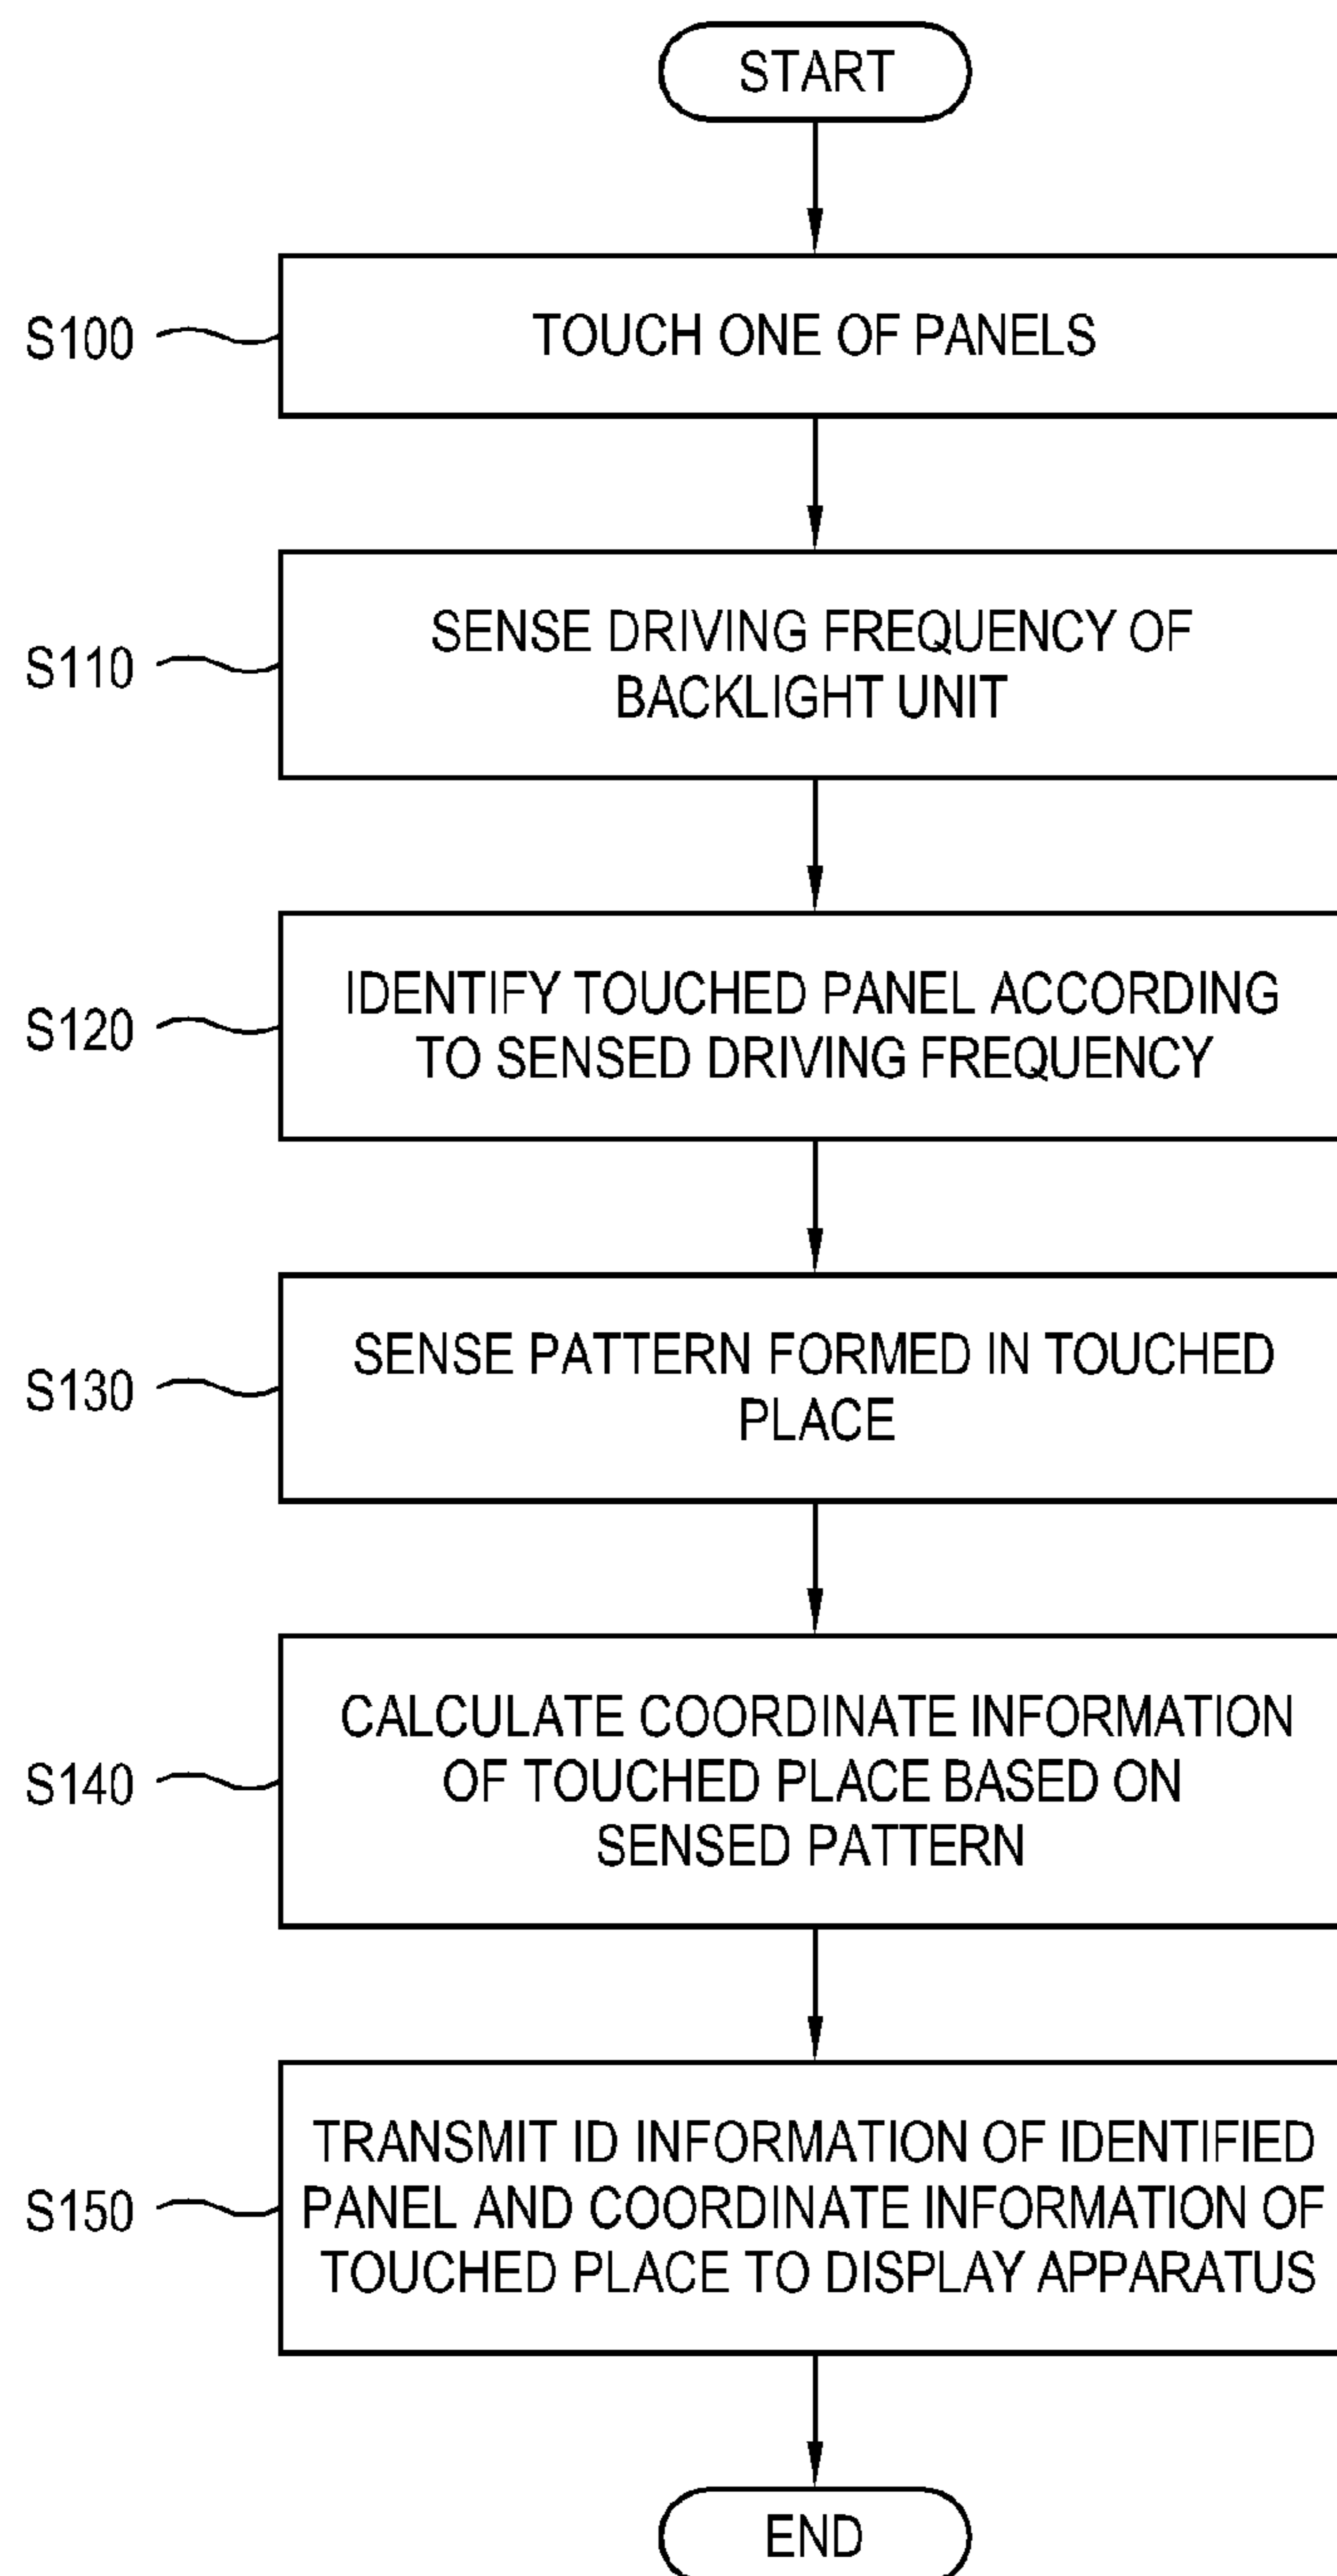 START
S100
TOUCH ONE OF PANELS
S110
SENSE DRIVING FREQUENCY OF
BACKLIGHT UNIT
S120
IDENTIFY TOUCHED PANEL ACCORDING
TO SENSED DRIVING FREQUENCY
S130
SENSE PATTERN FORMED IN TOUCHED
PLACE
S140
CALCULATE COORDINATE INFORMATION
OF TOUCHED PLACE BASED ON
SENSED PATTERN
S150
TRANSMIT ID INFORMATION OF IDENTIFIED
PANEL AND COORDINATE INFORMATION OF
TOUCHED PLACE TO DISPLAY APPARATUS
END